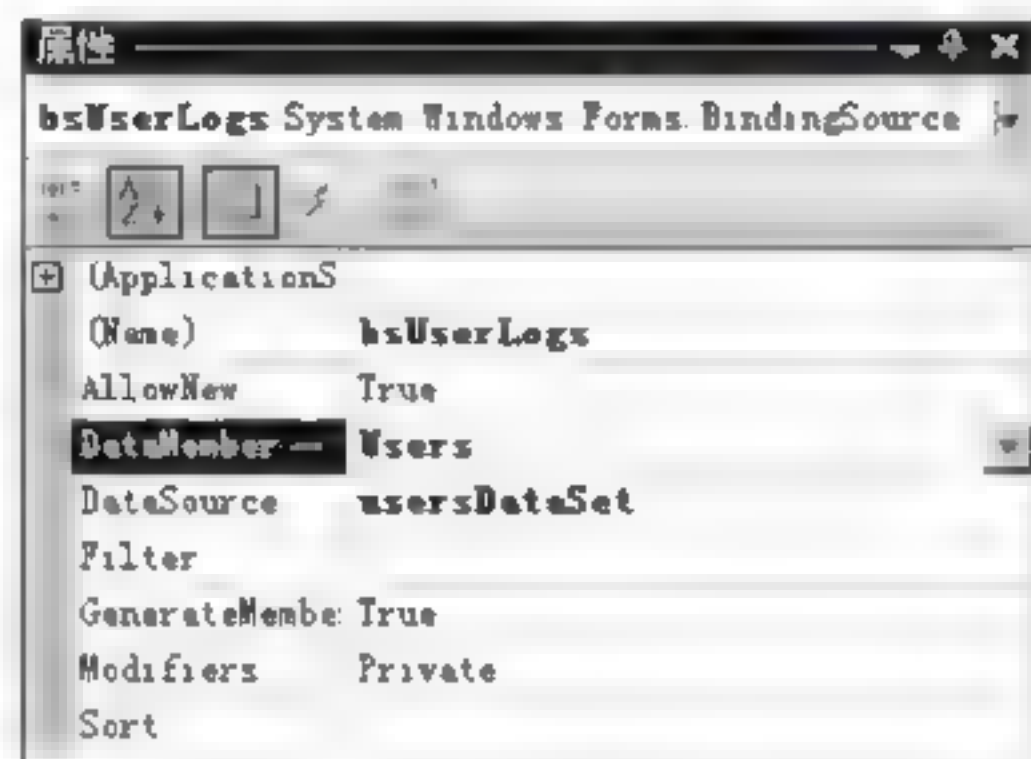 属性
bsUserLogs System Windows Forms. BindingSource
(ApplicationS
(Name) bsUserLogs
AllowNew True
DataMember Users
DataSource usersDataSet
Filter
GenerateMembe: True
Modifiers Private
Sort